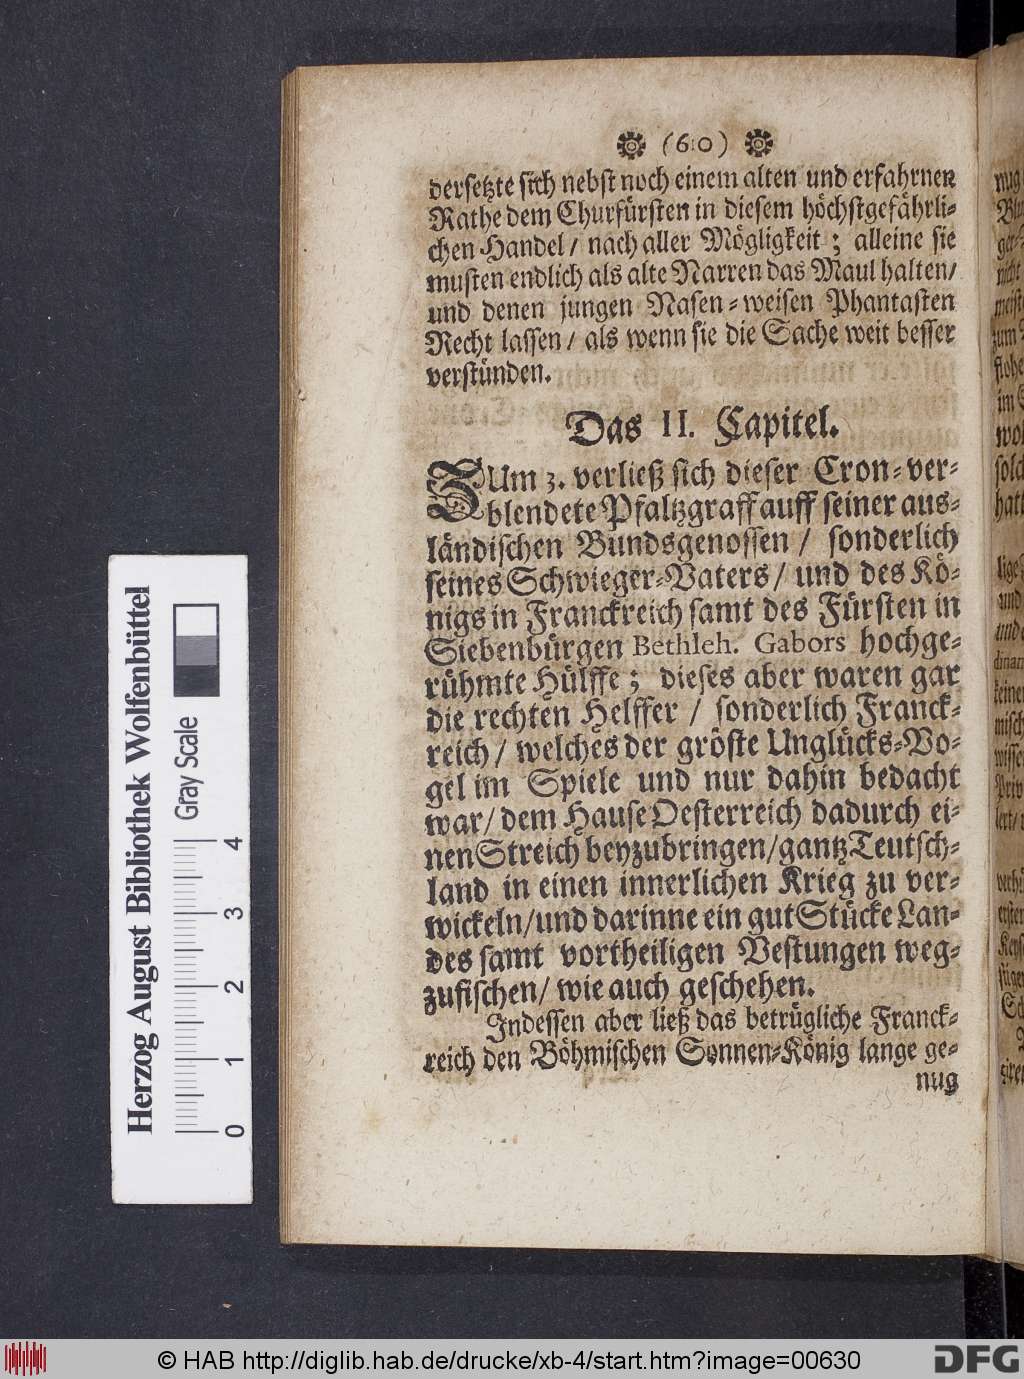 (60)
dersetzte sich nebst noch einem alten und erfahrnen
Rathe dem Churfürsten in diesem höchstgefährli-
chen Handel / nach aller Mögligkeit ; alleine sie
musten endlich als alte Narren das Maul halten/
und denen jungen Nasen-weisen Phantasten
Recht lassen / als wenn sie die Sache weit besser
verstünden.
Das II. Capitel.
ZUm 3. verließ sich dieser Cron-ver-
blendete Pfaltzgraff auff seiner aus-
ländischen Bundsgenossen / sonderlich
seines Schwieger-Vaters / und des Kö-
nigs in Franckreich samt des Fürsten in
Siebenbürgen Bethleh. Gabors hochge-
rühmte Hülffe ; dieses aber waren gar
die rechten Helffer / sonderlich Franck-
reich / welches der gröste Unglücks-Vo-
gel im Spiele und nur dahin bedacht
war / dem Hause Oesterreich dadurch ei-
nen Streich beyzubringen/gantz Teutsch-
land in einen innerlichen Krieg zu ver-
wickeln/und darinne ein gut Stücke Lan-
des samt vortheiligen Vestungen weg-
zufischen / wie auch geschehen.
Indessen aber ließ das betrügliche Franck-
reich den Böhmischen Sonnen-König lange ge-
nug
Herzog August Bibliothek Wolfenbüttel
Gray Scale
0 1 2 3 4
© HAB http://diglib.hab.de/drucke/xb-4/start.htm?image=00630
DFG